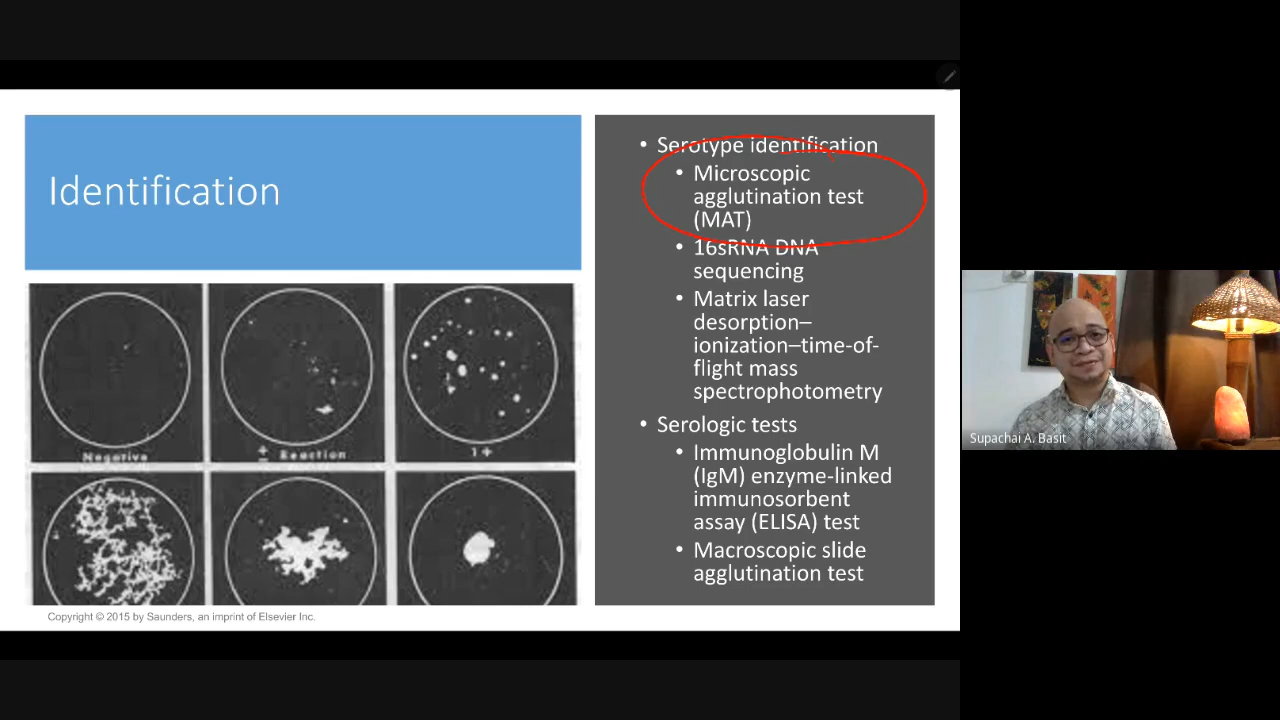 Identification
Negative
± Reaction
1+
Copyright © 2015 by Saunders, an imprint of Elsevier Inc.
• Serotype identification
• Microscopic
agglutination test
(MAT)
• 16sRNA DNA
sequencing
• Matrix laser
desorption–
ionization–time-of-
flight mass
spectrophotometry
• Serologic tests
• Immunoglobulin M
(IgM) enzyme-linked
immunosorbent
assay (ELISA) test
• Macroscopic slide
agglutination test
Supachai A. Basit